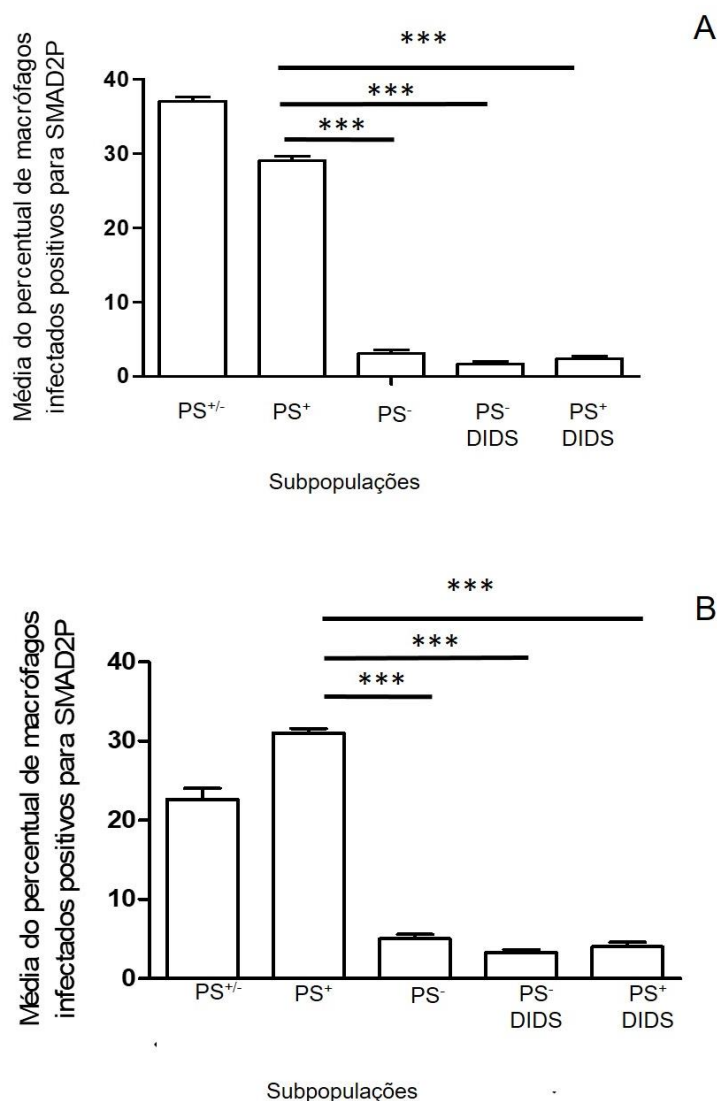 A
***
***
***
Média do percentual de macrófagos
infectados positivos para SMAD2P
40
30
20
10
0
PS+/-
PS+
PS-
PS-
DIDS
PS+
DIDS
Subpopulações
B
***
***
***
Média do percentual de macrófagos
infectados positivos para SMAD2P
40
30
20
10
0
PS+/-
PS+
PS-
PS-
DIDS
PS+
DIDS
Subpopulações